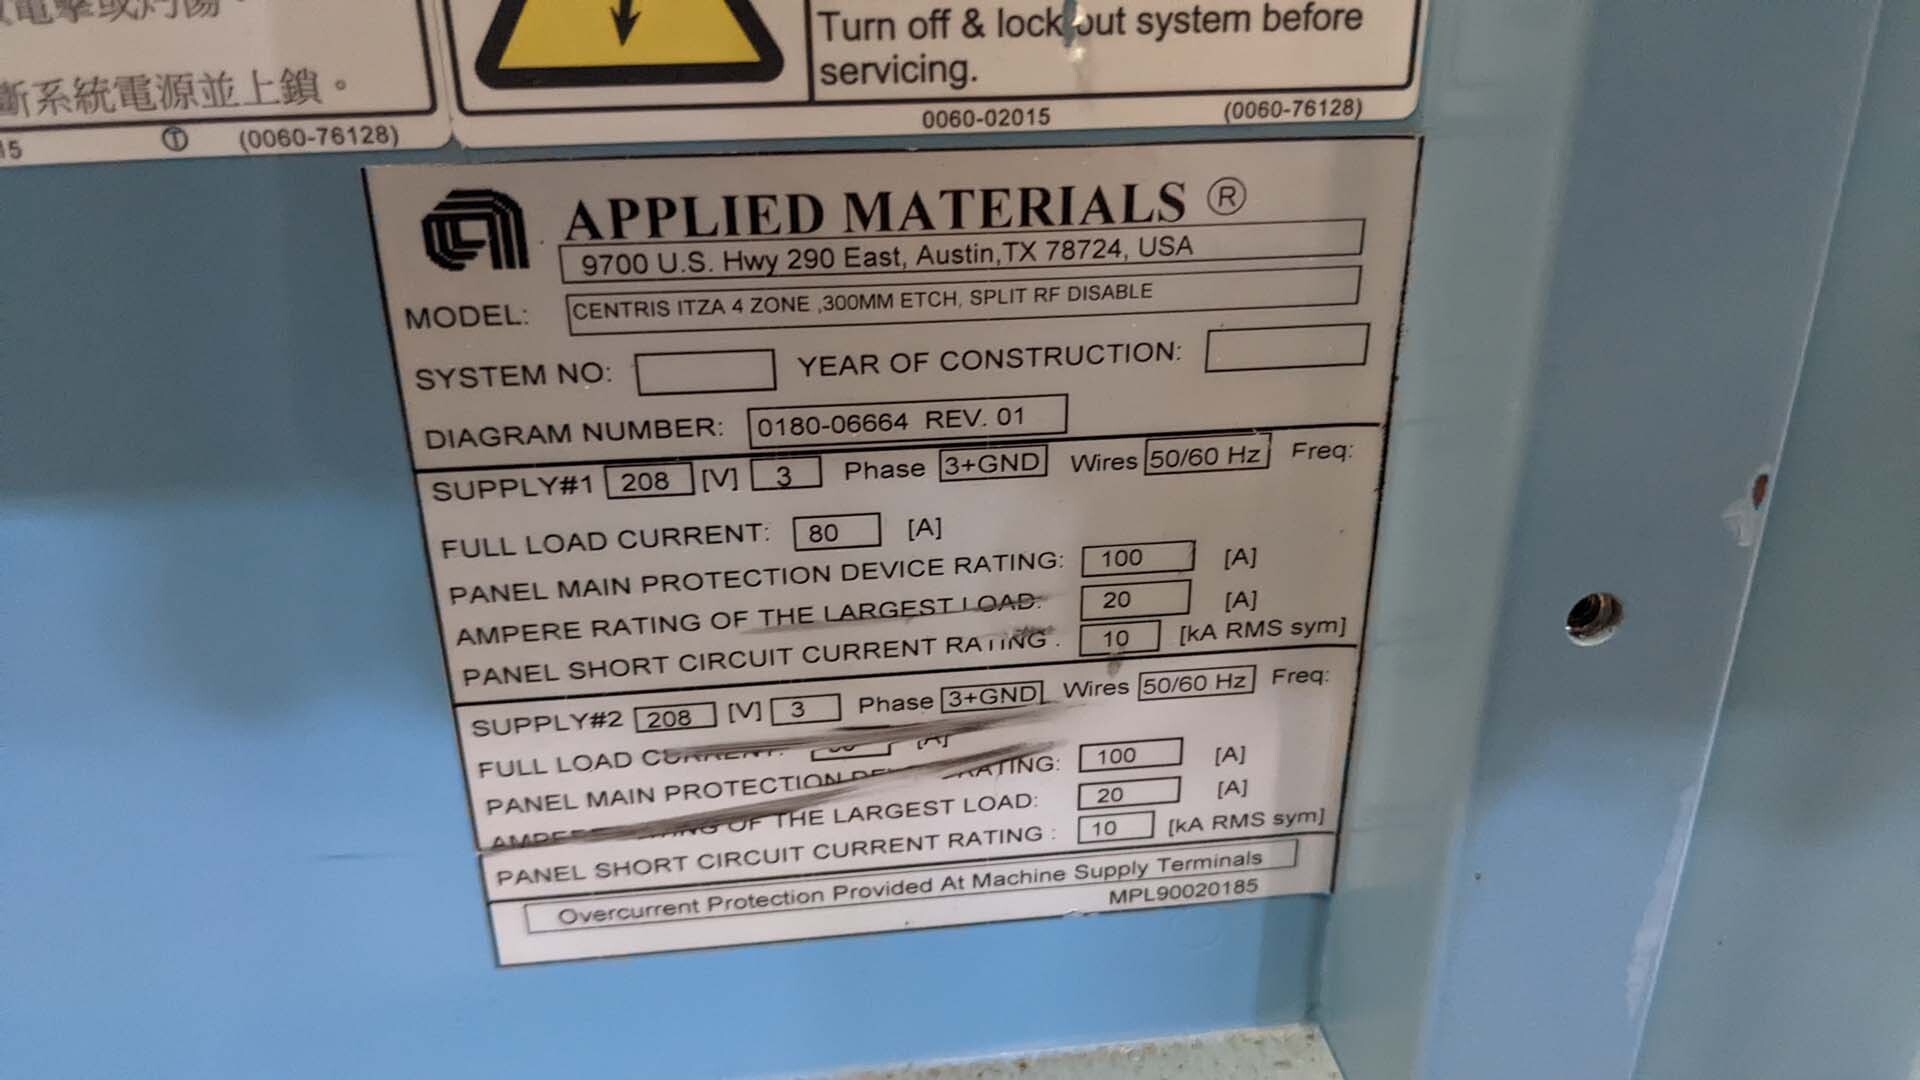 斷系統電源並上鎖。
15 Ⓣ (0060-76128)
Turn off & lock out system before
servicing.
0060-02015 (0060-76128)
APPLIED MATERIALS ®
9700 U.S. Hwy 290 East, Austin,TX 78724, USA
MODEL: CENTRIS ITZA 4 ZONE ,300MM ETCH, SPLIT RF DISABLE
SYSTEM NO: YEAR OF CONSTRUCTION:
DIAGRAM NUMBER: 0180-06664 REV. 01
SUPPLY#1 208 [V] 3 Phase 3+GND Wires 50/60 Hz Freq:
FULL LOAD CURRENT: 80 [A]
PANEL MAIN PROTECTION DEVICE RATING: 100 [A]
AMPERE RATING OF THE LARGEST LOAD: 20 [A]
PANEL SHORT CIRCUIT CURRENT RATING : 10 [kA RMS sym]
SUPPLY#2 208 [V] 3 Phase 3+GND Wires 50/60 Hz Freq:
FULL LOAD CURRENT: [A]
PANEL MAIN PROTECTION DEVICE RATING: 100 [A]
AMPERE RATING OF THE LARGEST LOAD: 20 [A]
PANEL SHORT CIRCUIT CURRENT RATING : 10 [kA RMS sym]
Overcurrent Protection Provided At Machine Supply Terminals
MPL90020185